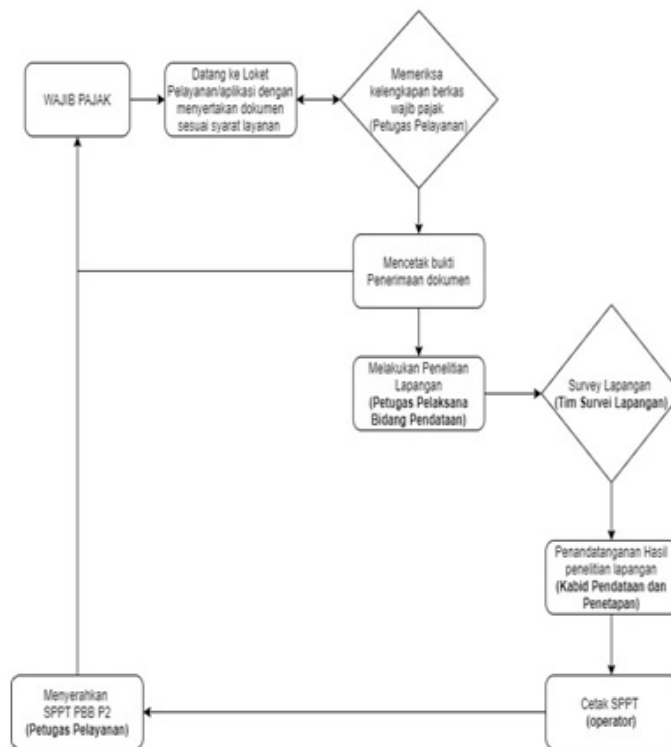 WAJIB PAJAK
Datang ke Loket
Pelayanan/aplikasi dengan
menyertakan dokumen
sesuai syarat layanan
Memeriksa
kelengkapan berkas
wajib pajak
(Petugas Pelayanan)
Mencetak bukti
Penerimaan dokumen
Melakukan Penelitian
Lapangan
(Petugas Pelaksana
Bidang Pendataan)
Survey Lapangan
(Tim Survei Lapangan)
Penandatanganan Hasil
penelitian lapangan
(Kabid Pendataan dan
Penetapan)
Cetak SPPT
(operator)
Menyerahkan
SPPT PBB P2
(Petugas Pelayanan)